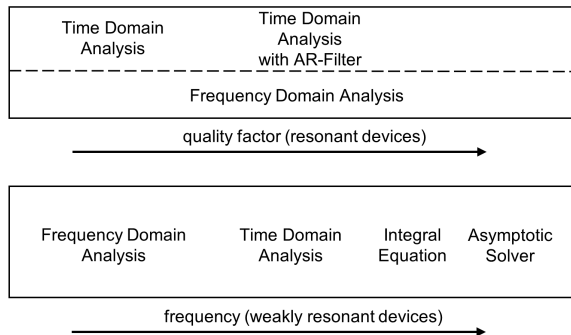 Time Domain
Analysis
Time Domain
Analysis
with AR-Filter
Frequency Domain Analysis
quality factor (resonant devices)
Frequency Domain
Analysis
Time Domain
Analysis
Integral
Equation
Asymptotic
Solver
frequency (weakly resonant devices)